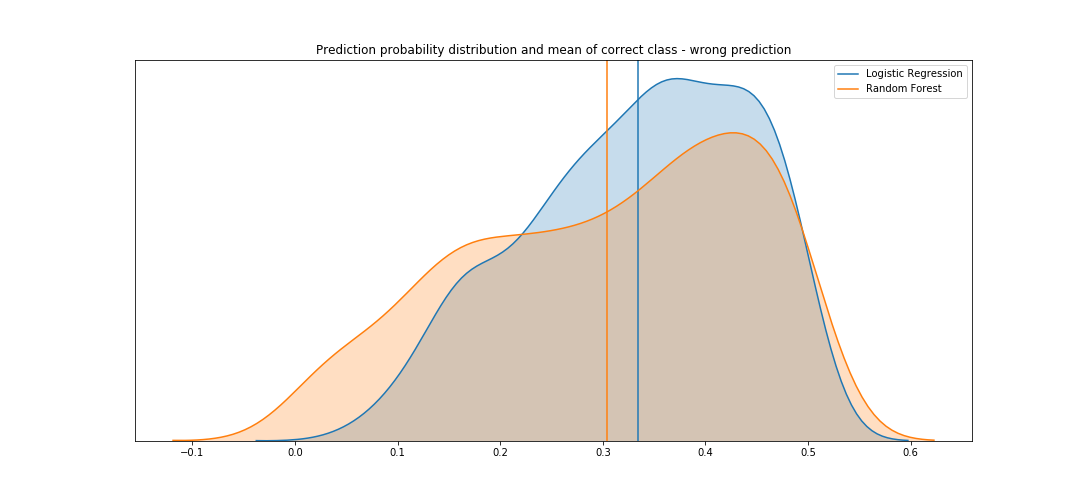 Prediction probability distribution and mean of correct class - wrong prediction
Logistic Regression
Random Forest
−0.1 0.0 0.1 0.2 0.3 0.4 0.5 0.6